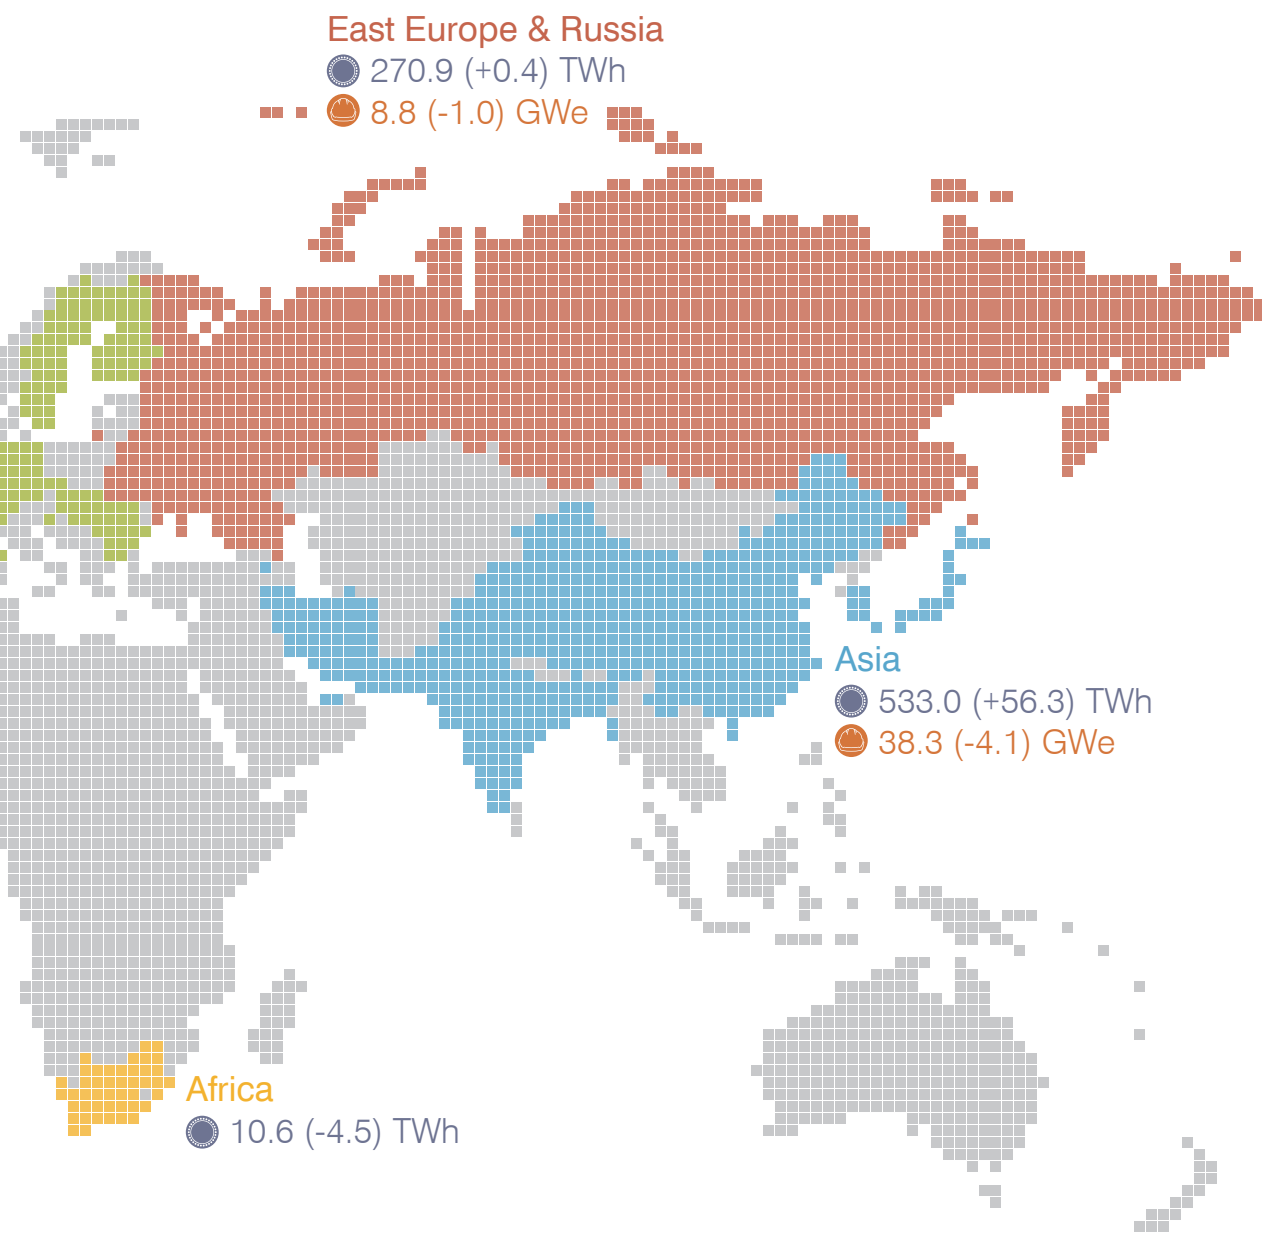 East Europe & Russia
270.9 (+0.4) TWh
8.8 (-1.0) GWe
Asia
533.0 (+56.3) TWh
38.3 (-4.1) GWe
Africa
10.6 (-4.5) TWh